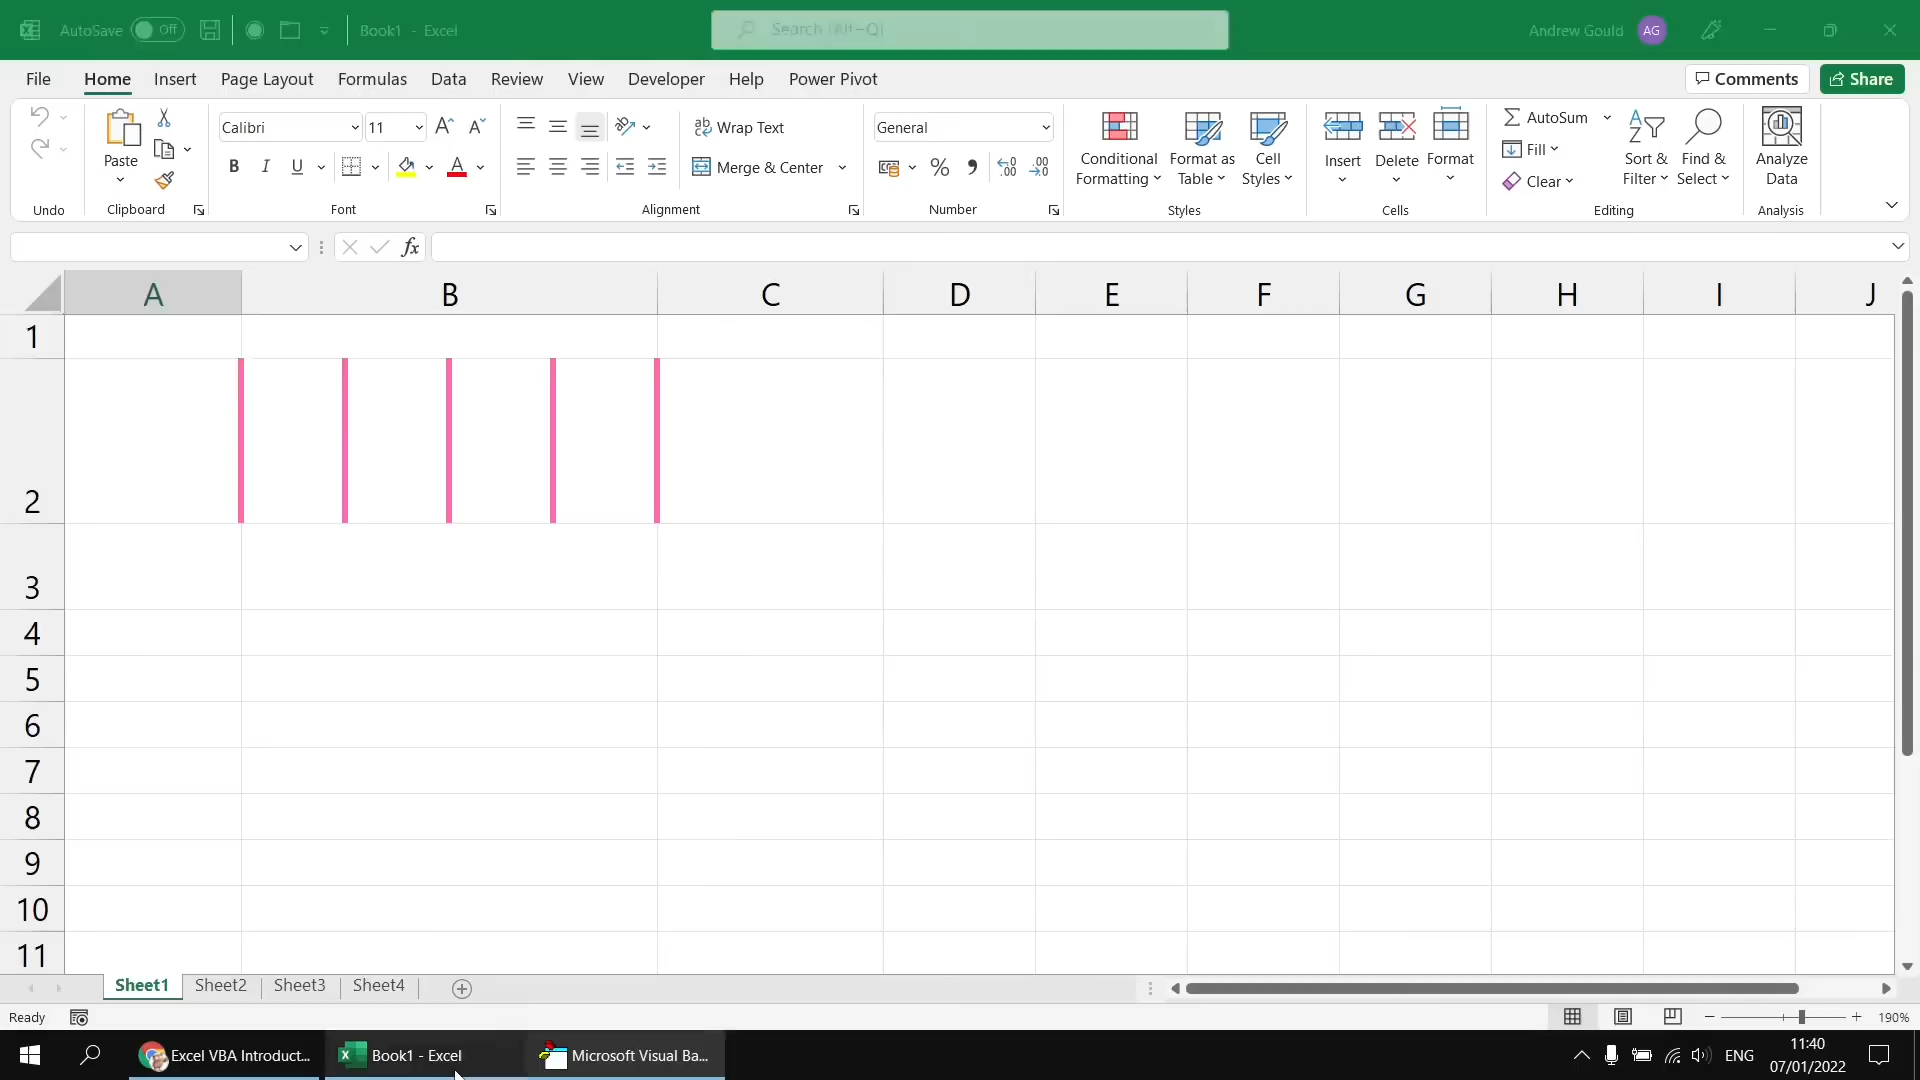 AutoSave Off Book1 - Excel Search (Alt+Q) Andrew Gould AG
File Home Insert Page Layout Formulas Data Review View Developer Help Power Pivot Comments Share
Calibri 11 Wrap Text General AutoSum
Paste B I U Merge & Center % Conditional Formatting Format as Table Cell Styles Insert Delete Format Fill Sort & Filter Find & Select Analyze Data
Clear
Undo Clipboard Font Alignment Number Styles Cells Editing Analysis
fx
A B C D E F G H I J
1
2
3
4
5
6
7
8
9
10
11
Sheet1 Sheet2 Sheet3 Sheet4
Ready 190%
Excel VBA Introduct... Book1 - Excel Microsoft Visual Ba... ENG 11:40
07/01/2022